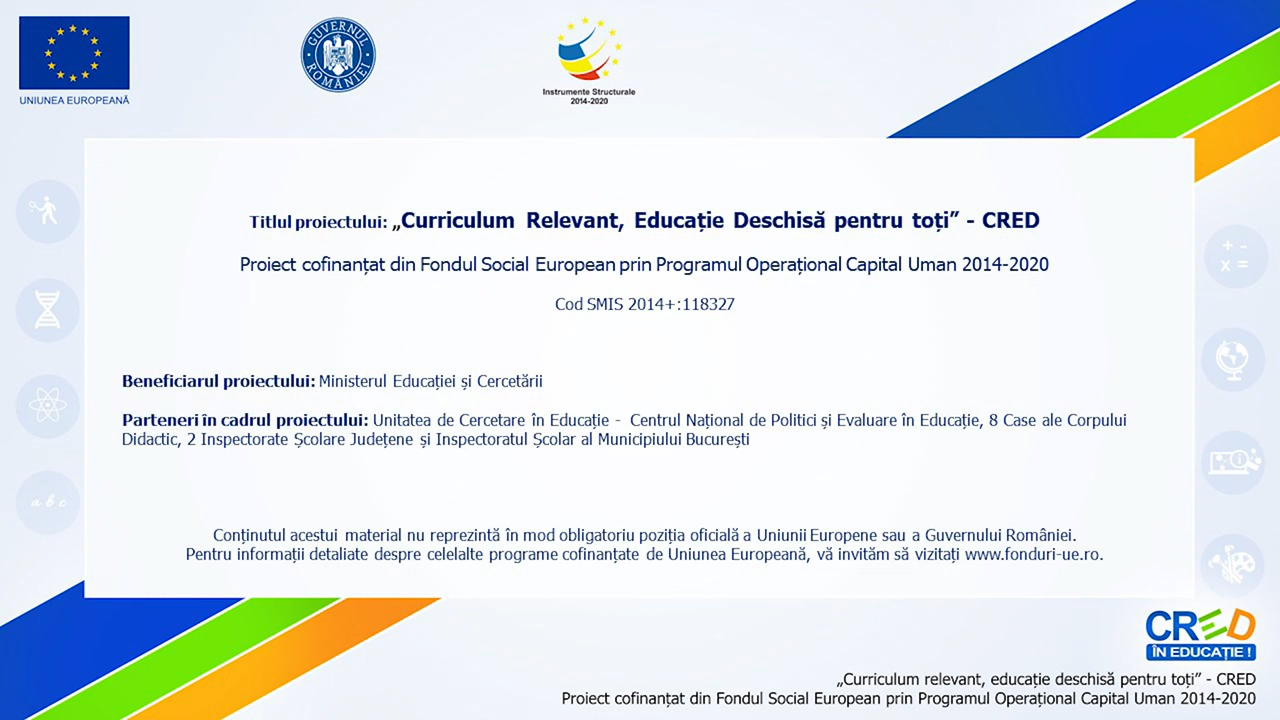 UNIUNEA EUROPEANĂ
GUVERNUL ROMÂNIEI
Instrumente Structurale
2014-2020
Titlul proiectului: „Curriculum Relevant, Educație Deschisă pentru toți” - CRED
Proiect cofinanțat din Fondul Social European prin Programul Operațional Capital Uman 2014-2020
Cod SMIS 2014+:118327
Beneficiarul proiectului: Ministerul Educației și Cercetării
Parteneri în cadrul proiectului: Unitatea de Cercetare în Educație - Centrul Național de Politici și Evaluare în Educație, 8 Case ale Corpului
Didactic, 2 Inspectorate Școlare Județene și Inspectoratul Școlar al Municipiului București
Conținutul acestui material nu reprezintă în mod obligatoriu poziția oficială a Uniunii Europene sau a Guvernului României.
Pentru informații detaliate despre celelalte programe cofinanțate de Uniunea Europeană, vă invităm să vizitați www.fonduri-ue.ro.
+ -
x =
a b c
CRED
ÎN EDUCAȚIE !
„Curriculum relevant, educație deschisă pentru toți” - CRED
Proiect cofinanțat din Fondul Social European prin Programul Operațional Capital Uman 2014-2020